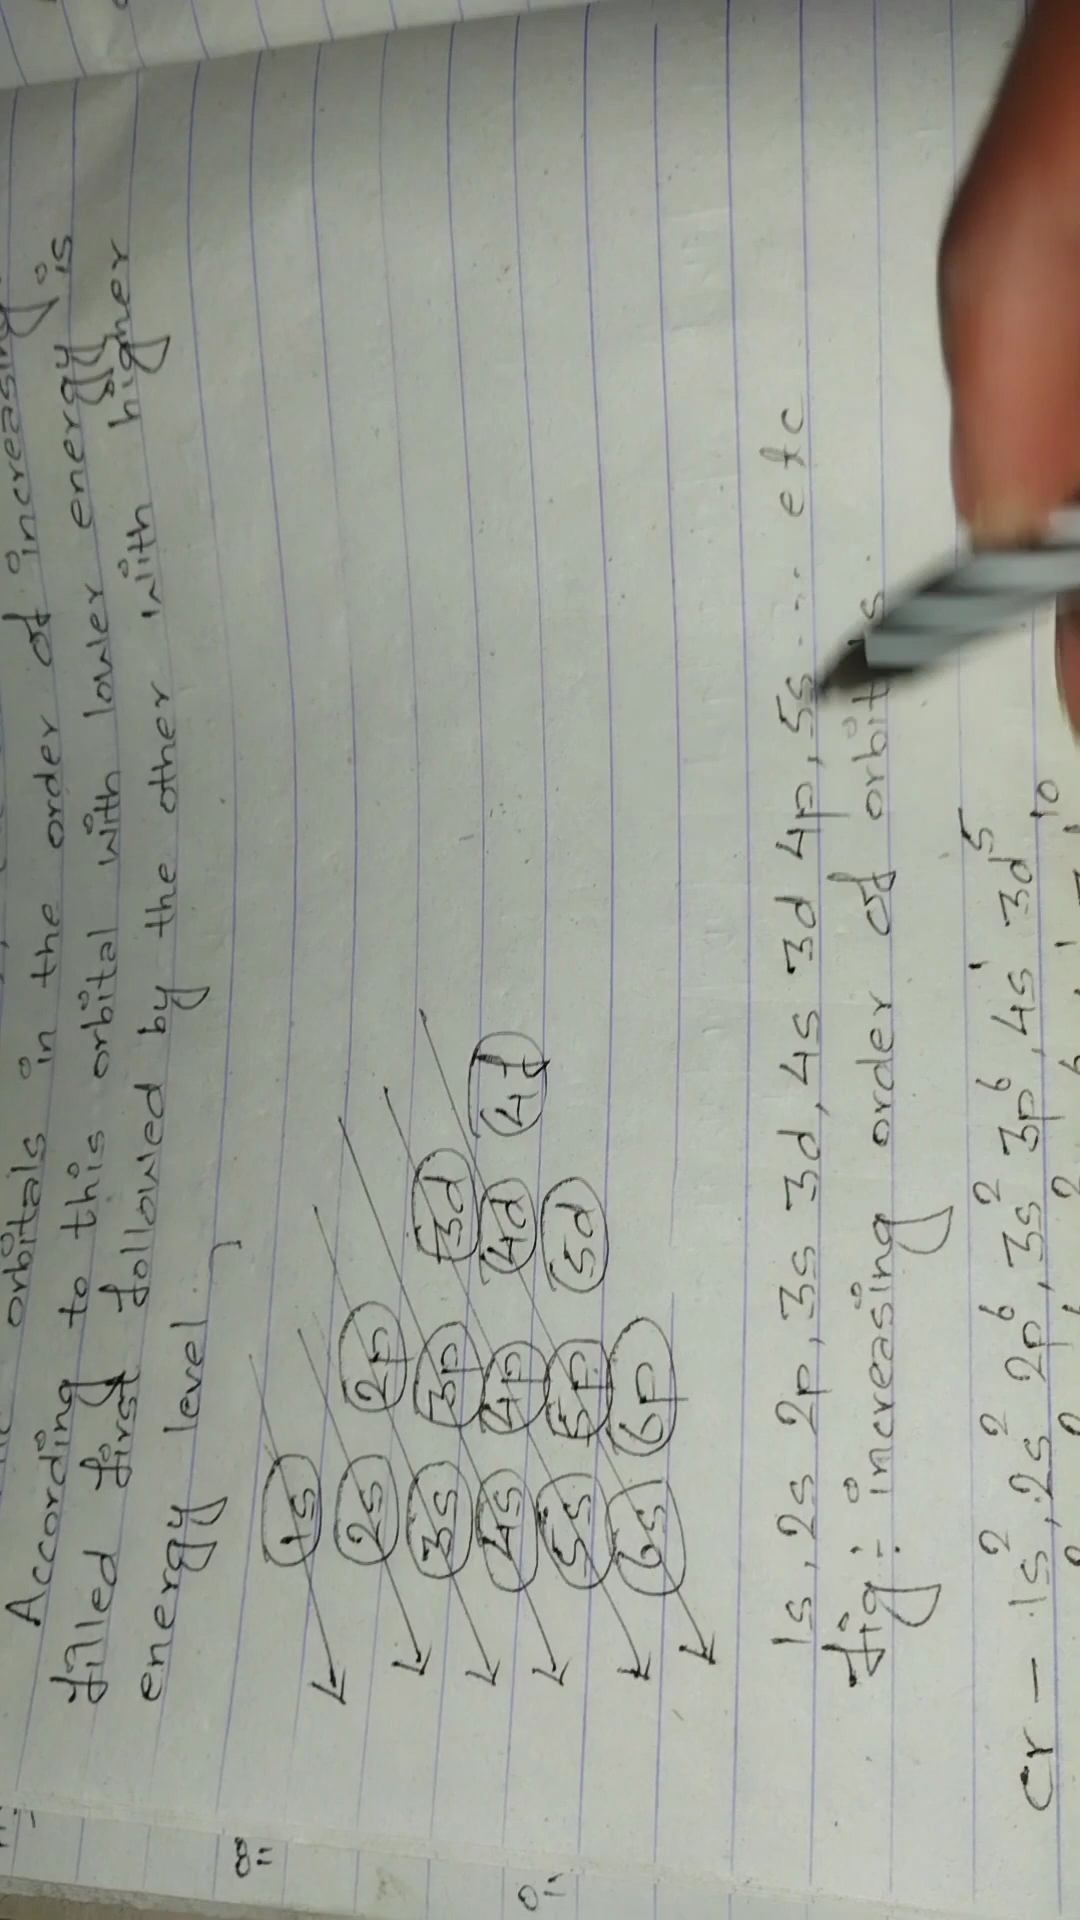 orbitals in the order of increasing
According to this orbital with lower energy is
filled first followed by the other with higher
energy level
1s
2s 2p
3s 3p 3d
4s 4p 4d 4f
5s 5p 5d
6s 6p
1s, 2s 2p, 3s 3d, 4s 3d 4p, 5s ... etc
fig: increasing order of orbitals.
Cr - 1s², 2s² 2p⁶, 3s² 3p⁶, 4s¹ 3d⁵